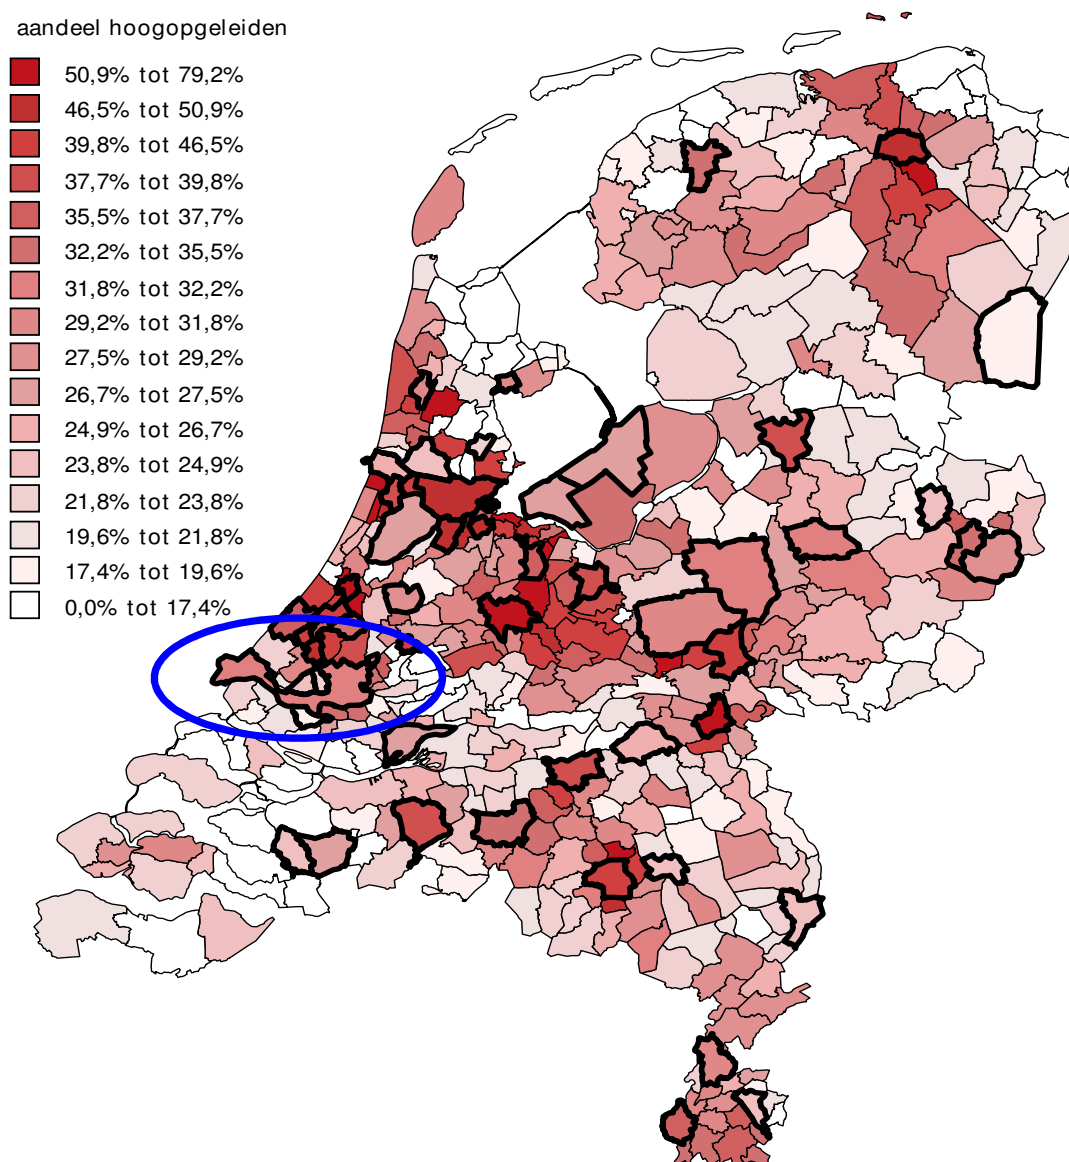 aandeel hoogopgeleiden
50,9% tot 79,2%
46,5% tot 50,9%
39,8% tot 46,5%
37,7% tot 39,8%
35,5% tot 37,7%
32,2% tot 35,5%
31,8% tot 32,2%
29,2% tot 31,8%
27,5% tot 29,2%
26,7% tot 27,5%
24,9% tot 26,7%
23,8% tot 24,9%
21,8% tot 23,8%
19,6% tot 21,8%
17,4% tot 19,6%
0,0% tot 17,4%